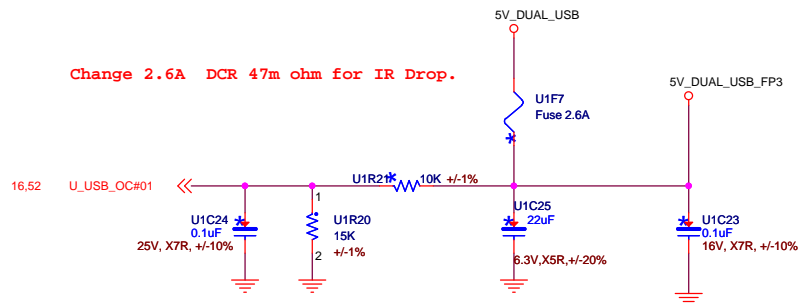 5V_DUAL_USB
Change 2.6A  DCR 47m ohm for IR Drop.
5V_DUAL_USB_FP3
U1F7
Fuse 2.6A
16,52 U_USB_OC#01
U1R21 10K +/-1%
1
U1C24
0.1uF
25V, X7R, +/-10%
U1R20
15K
+/-1%
2
U1C25
22uF
6.3V,X5R,+/-20%
U1C23
0.1uF
16V, X7R, +/-10%